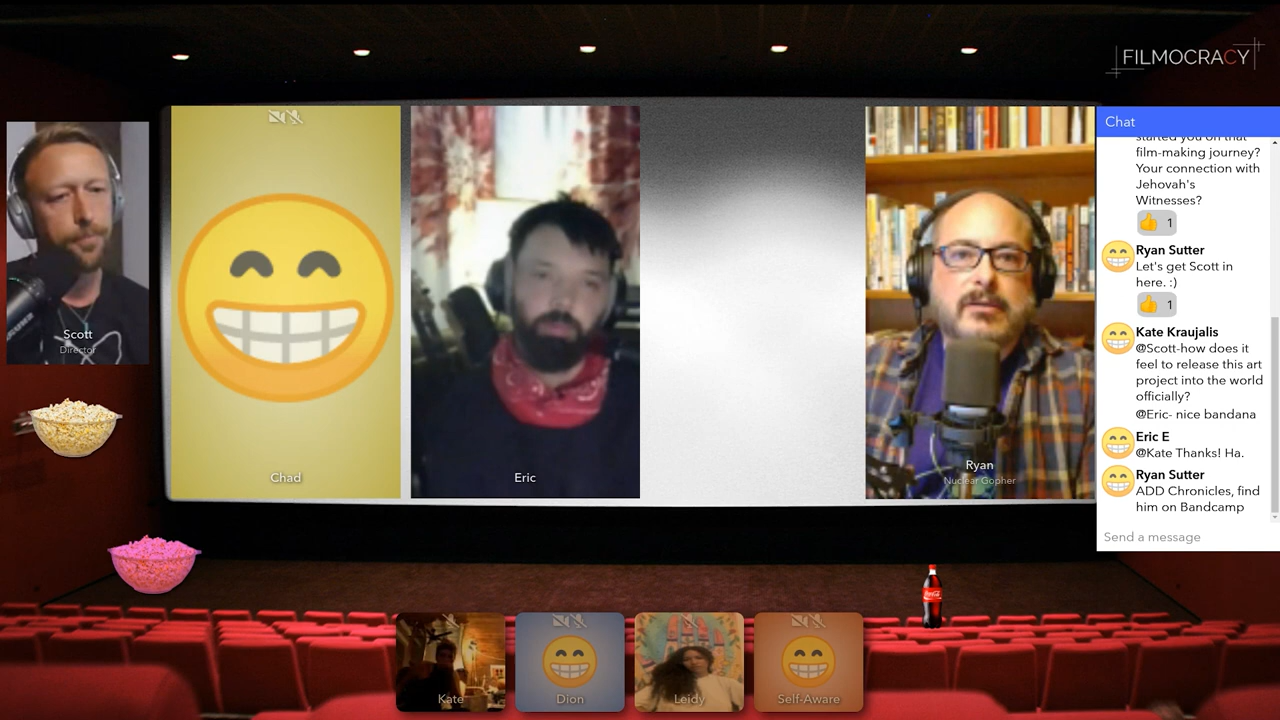 FILMOCRACY
Chat
started you on that
film-making journey?
Your connection with
Jehovah's
Witnesses?
1
Ryan Sutter
Let's get Scott in
here. :)
1
Kate Kraujalis
@Scott-how does it
feel to release this art
project into the world
officially?
@Eric- nice bandana
Eric E
@Kate Thanks! Ha.
Ryan Sutter
ADD Chronicles, find
him on Bandcamp
Send a message
Scott
Director
Chad
Eric
Ryan
Nuclear Gopher
Kate
Dion
Leidy
Self-Aware